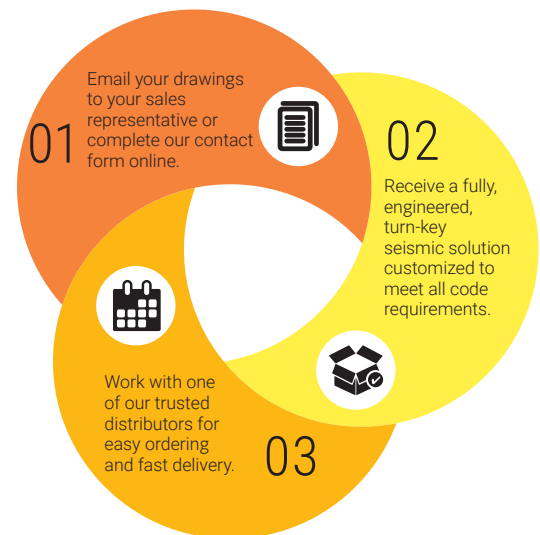 01
Email your drawings
to your sales
representative or
complete our contact
form online.
02
Receive a fully,
engineered,
turn-key
seismic solution
customized to
meet all code
requirements.
03
Work with one
of our trusted
distributors for
easy ordering
and fast delivery.